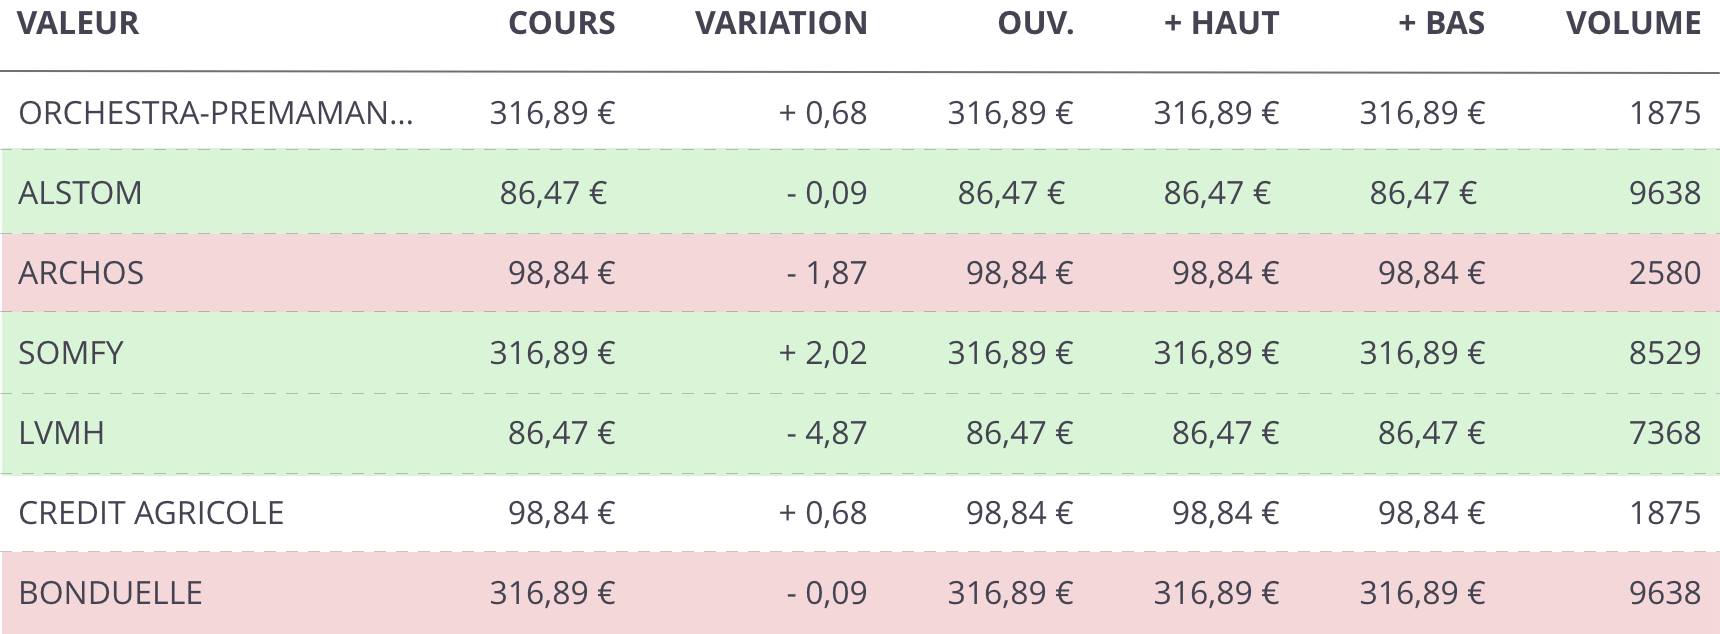 VALEUR COURS VARIATION OUV. + HAUT + BAS VOLUME
ORCHESTRA-PREMAMAN... 316,89 € + 0,68 316,89 € 316,89 € 316,89 € 1875
ALSTOM 86,47 € - 0,09 86,47 € 86,47 € 86,47 € 9638
ARCHOS 98,84 € - 1,87 98,84 € 98,84 € 98,84 € 2580
SOMFY 316,89 € + 2,02 316,89 € 316,89 € 316,89 € 8529
LVMH 86,47 € - 4,87 86,47 € 86,47 € 86,47 € 7368
CREDIT AGRICOLE 98,84 € + 0,68 98,84 € 98,84 € 98,84 € 1875
BONDUELLE 316,89 € - 0,09 316,89 € 316,89 € 316,89 € 9638